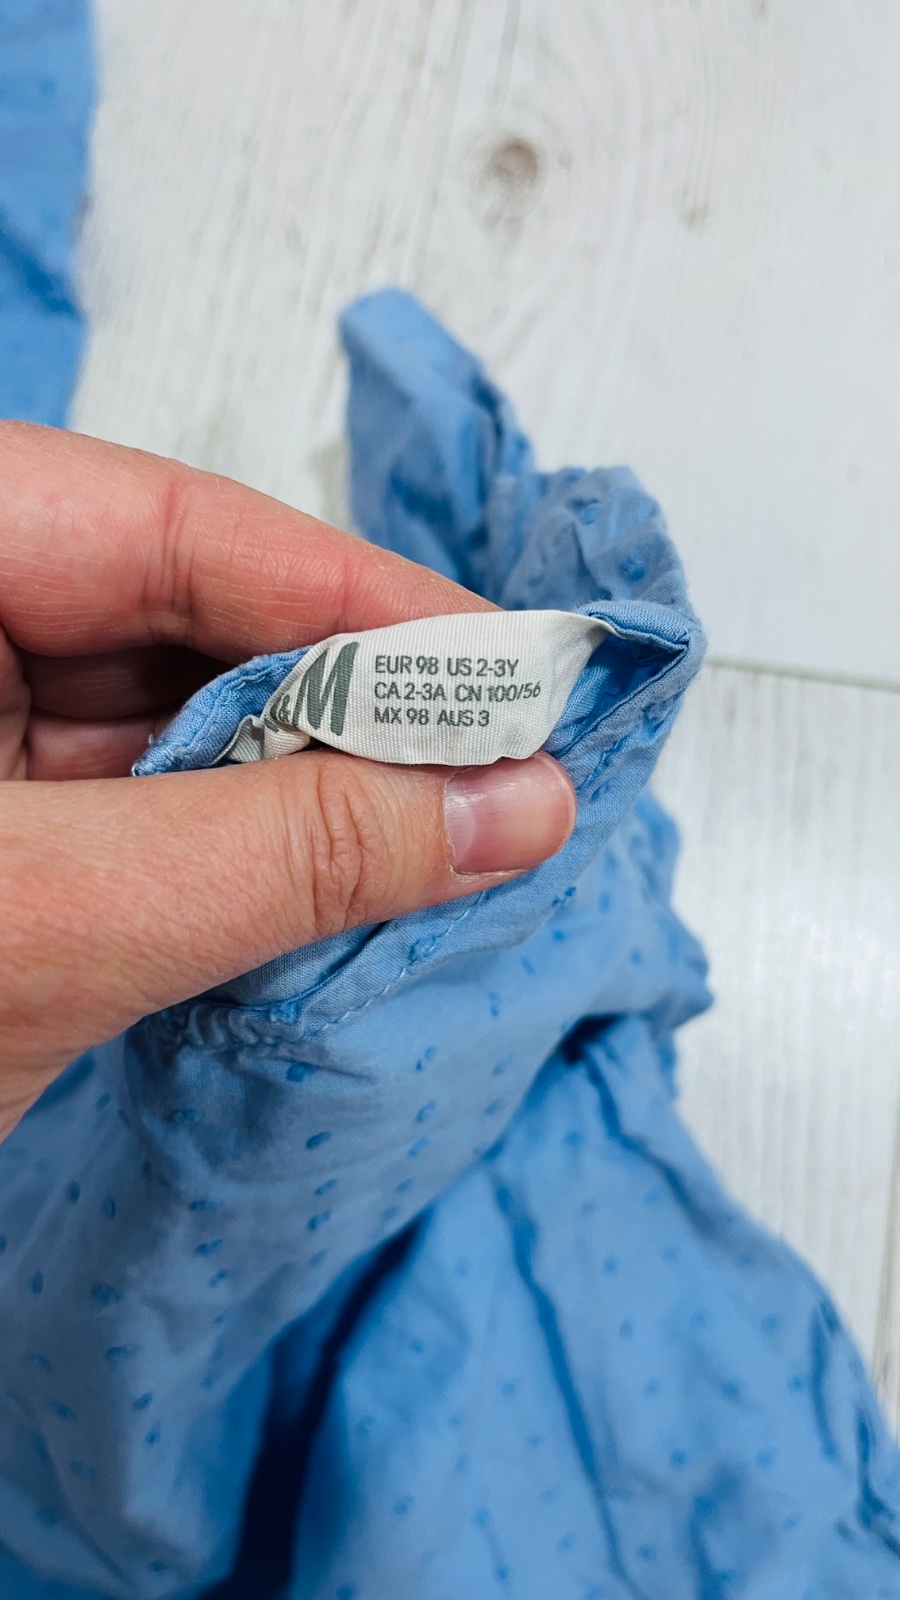 &M
EUR 98 US 2-3Y
CA 2-3A CN 100/56
MX 98 AUS 3